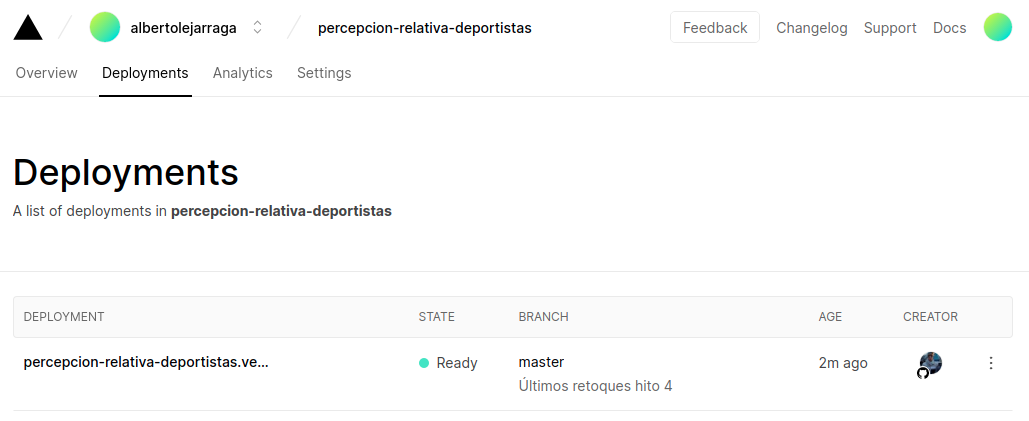 albertolejarraga percepcion-relativa-deportistas Feedback Changelog Support Docs
Overview Deployments Analytics Settings
Deployments
A list of deployments in percepcion-relativa-deportistas
DEPLOYMENT STATE BRANCH AGE CREATOR
percepcion-relativa-deportistas.ve... Ready master 2m ago
Últimos retoques hito 4